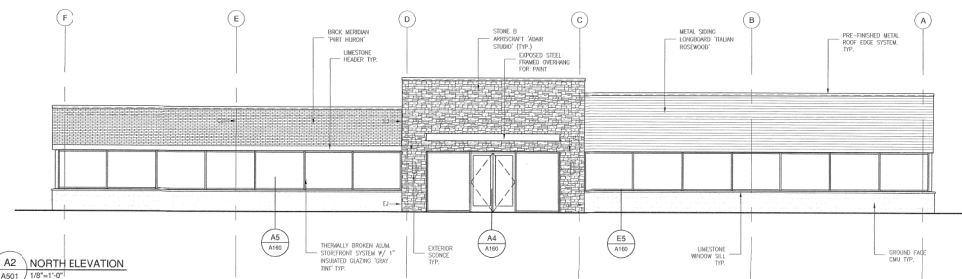 F
E
D
C
B
A
BRICK MERIDIAN
'PORT HURON'
LIMESTONE
HEADER TYP.
STONE B
ARRISCRAFT 'ADAIR
STUDIO' (TYP.)
EXPOSED STEEL
FRAMED OVERHANG
FOR PAINT
METAL SIDING
LONGBOARD 'ITALIAN
ROSEWOOD'
PRE-FINISHED METAL
ROOF EDGE SYSTEM.
TYP.
EJ
A5
A160
A4
A160
E5
A160
THERMALLY BROKEN ALUM.
STOREFRONT SYSTEM W/ 1"
INSULATED GLAZING 'GRAY
TINT' TYP.
EXTERIOR
SCONCE
TYP.
LIMESTONE
WINDOW SILL
TYP.
GROUND FACE
CMU TYP.
A2
A501
NORTH ELEVATION
1/8"=1'-0"